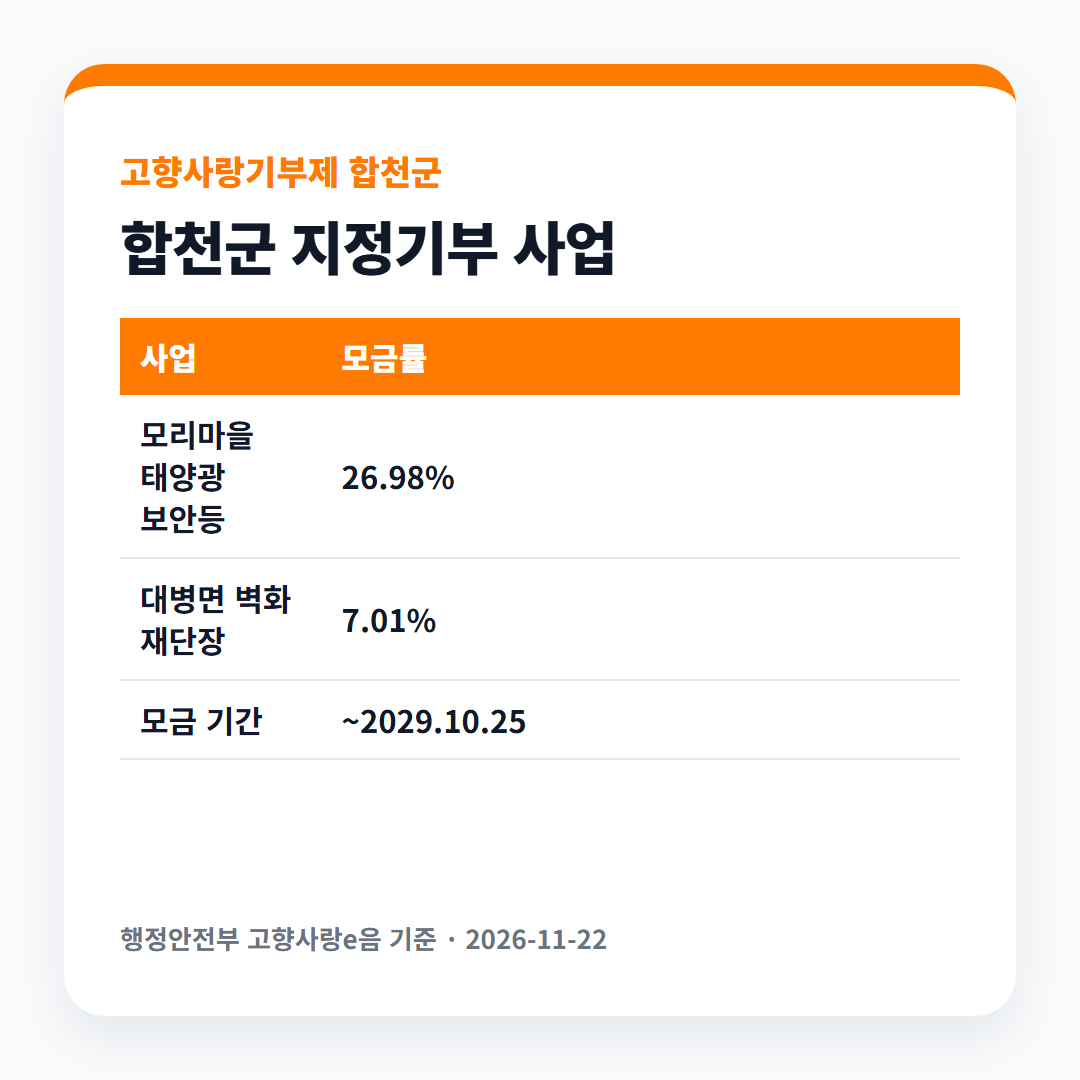 고향사랑기부제 합천군
합천군 지정기부 사업
사업 모금률
모리마을
태양광 26.98%
보안등
대병면 벽화
재단장 7.01%
모금 기간 ~2029.10.25
행정안전부 고향사랑e음 기준 · 2026-11-22